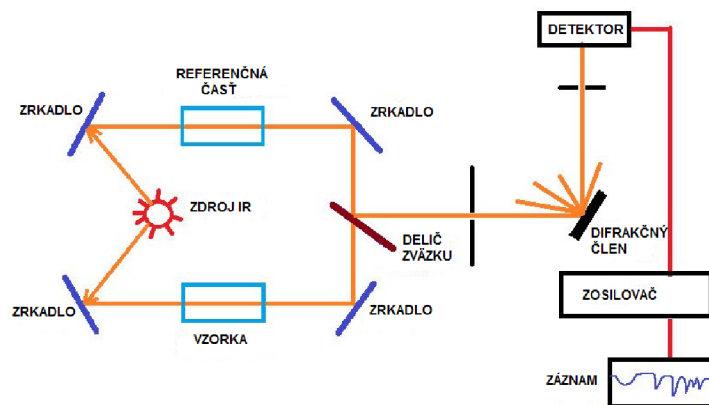 DETEKTOR
REFERENČNÁ
ČASŤ
ZRKADLO
ZRKADLO
ZDROJ IR
DELIČ
ZVÄZKU
DIFRAKČNÝ
ČLEN
ZRKADLO
ZRKADLO
VZORKA
ZOSILOVAČ
ZÁZNAM